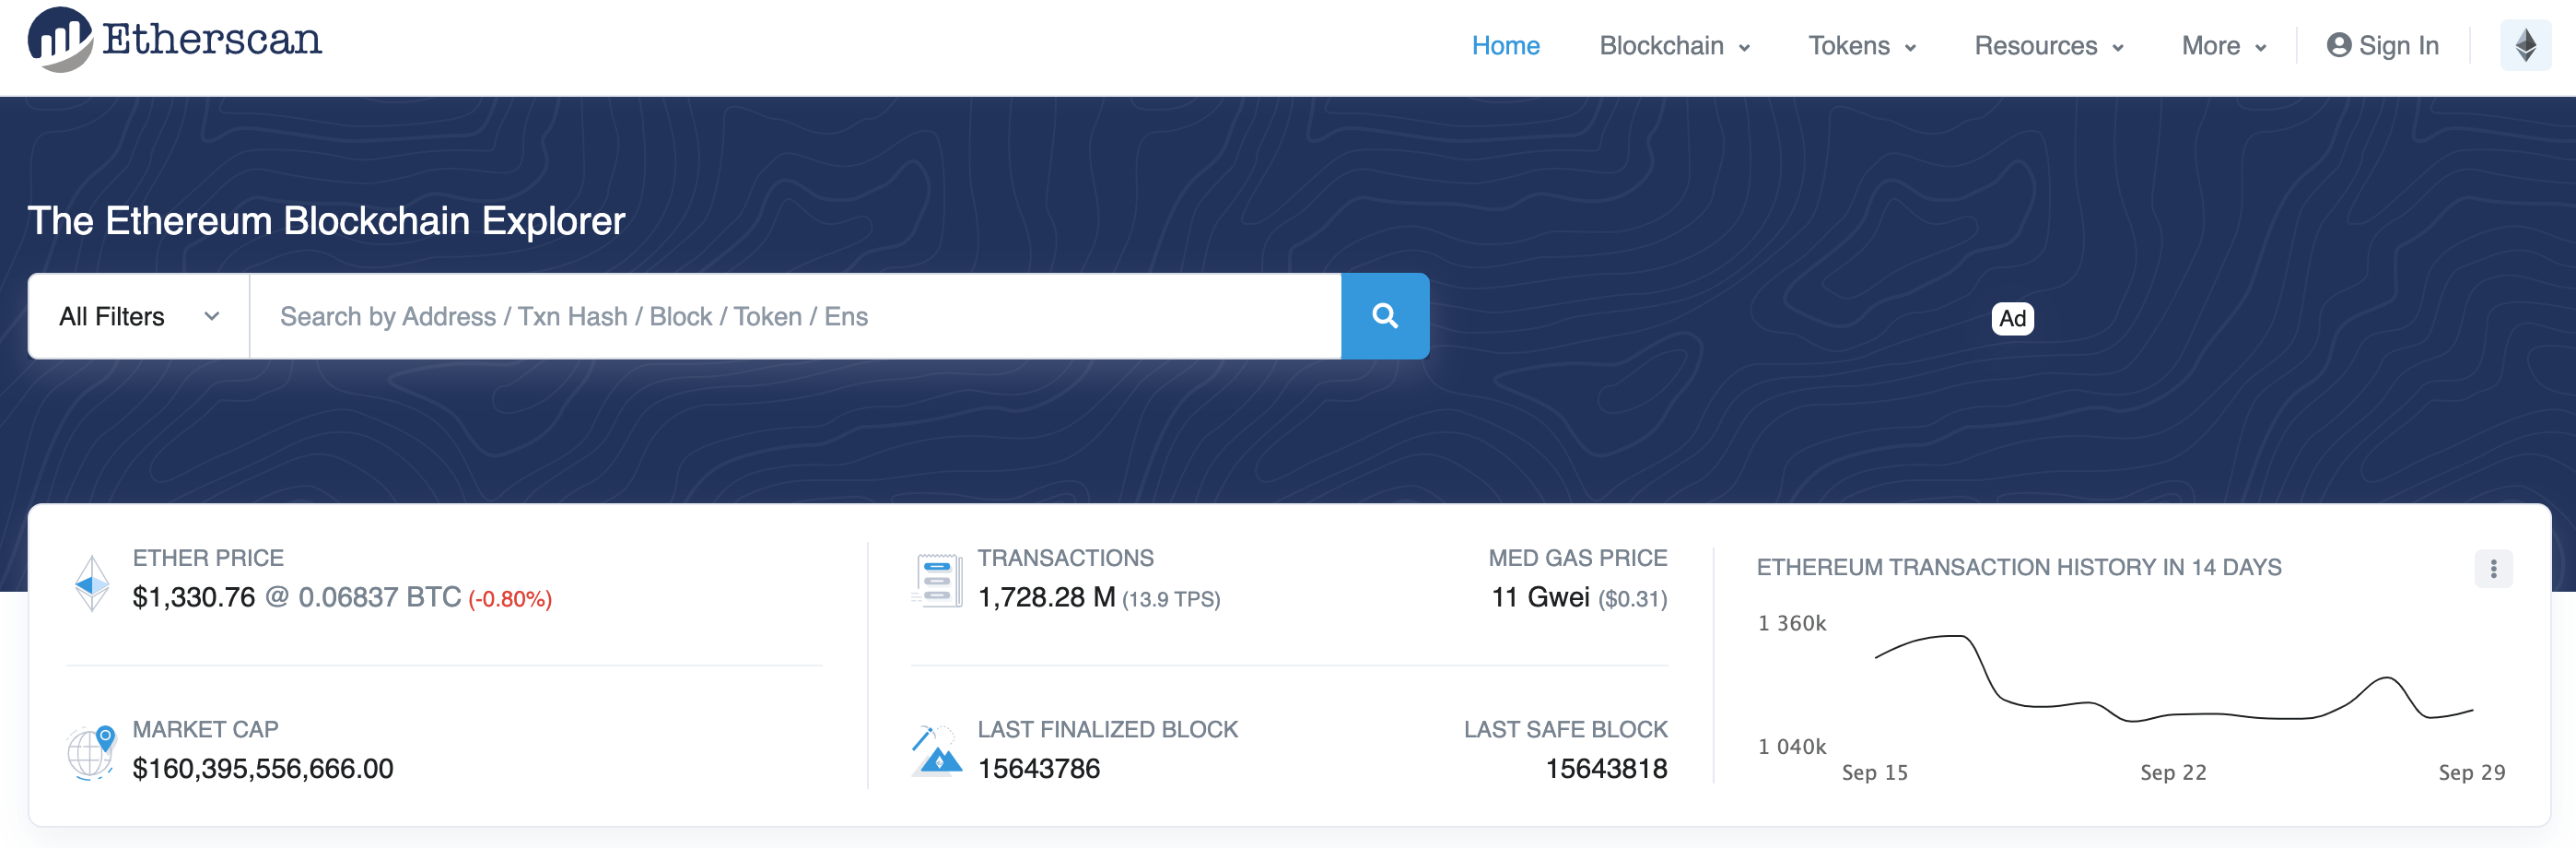 Etherscan
Home Blockchain Tokens Resources More Sign In
The Ethereum Blockchain Explorer
All Filters Search by Address / Txn Hash / Block / Token / Ens
Ad
ETHER PRICE
$1,330.76 @ 0.06837 BTC (-0.80%)
MARKET CAP
$160,395,556,666.00
TRANSACTIONS
1,728.28 M (13.9 TPS)
MED GAS PRICE
11 Gwei ($0.31)
LAST FINALIZED BLOCK
15643786
LAST SAFE BLOCK
15643818
ETHEREUM TRANSACTION HISTORY IN 14 DAYS
1 360k
1 040k
Sep 15 Sep 22 Sep 29